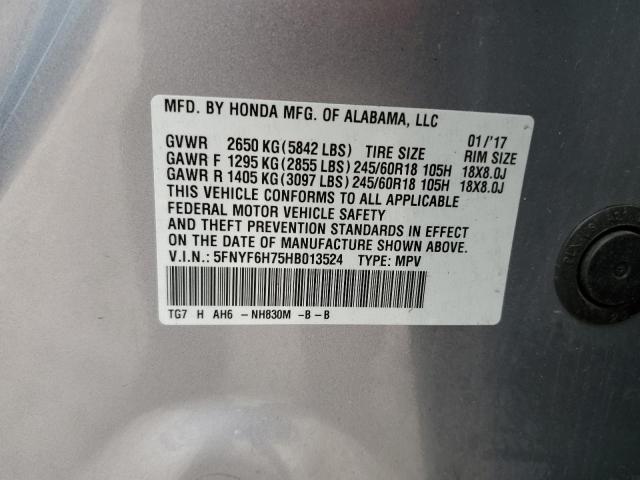 MFD. BY HONDA MFG. OF ALABAMA, LLC
GVWR 2650 KG(5842 LBS) TIRE SIZE 01/'17 RIM SIZE
GAWR F 1295 KG(2855 LBS)245/60R18 105H 18X8.0J
GAWR R 1405 KG(3097 LBS)245/60R18 105H 18X8.0J
THIS VEHICLE CONFORMS TO ALL APPLICABLE
FEDERAL MOTOR VEHICLE SAFETY
AND THEFT PREVENTION STANDARDS IN EFFECT
ON THE DATE OF MANUFACTURE SHOWN ABOVE.
V.I.N.: 5FNYF6H75HB013524 TYPE: MPV
TG7 H AH6 -NH830M -B-B